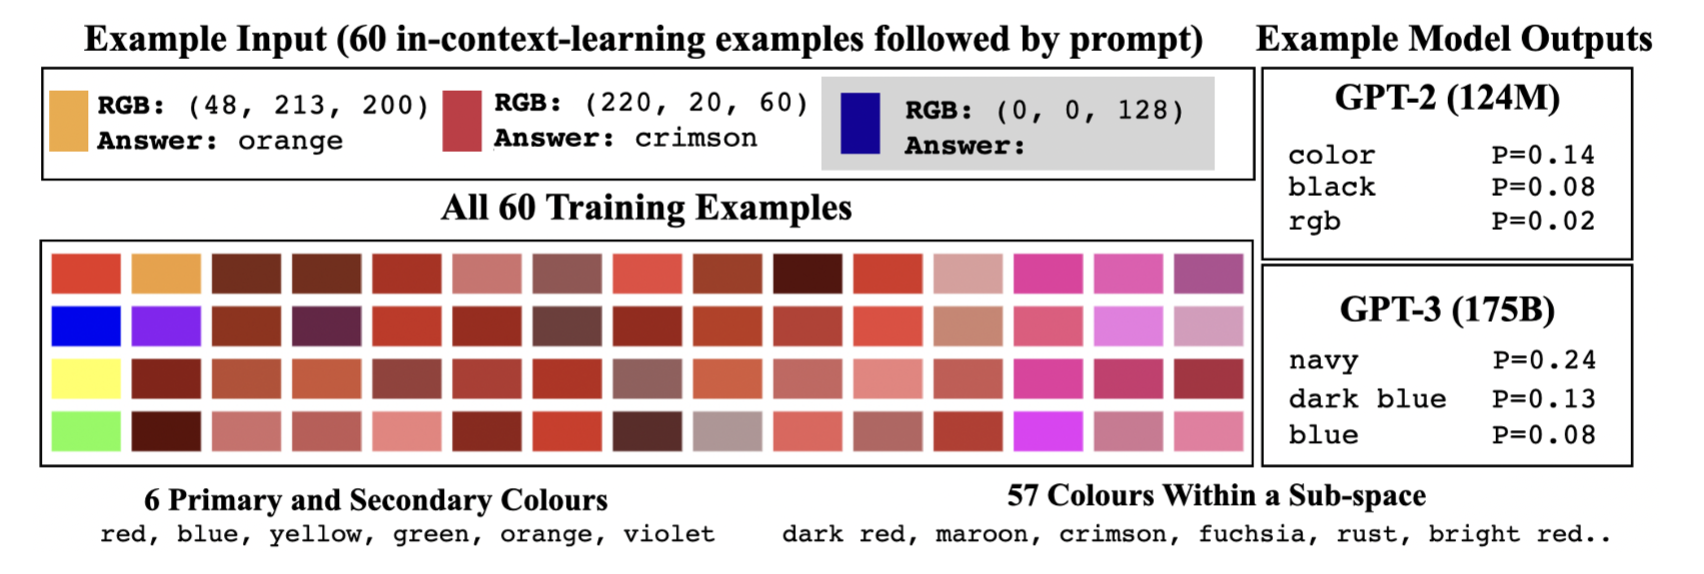 Example Input (60 in-context-learning examples followed by prompt)
RGB: (48, 213, 200)
Answer: orange
RGB: (220, 20, 60)
Answer: crimson
RGB: (0, 0, 128)
Answer:
All 60 Training Examples
6 Primary and Secondary Colours
red, blue, yellow, green, orange, violet
57 Colours Within a Sub-space
dark red, maroon, crimson, fuchsia, rust, bright red..
Example Model Outputs
GPT-2 (124M)
color P=0.14
black P=0.08
rgb P=0.02
GPT-3 (175B)
navy P=0.24
dark blue P=0.13
blue P=0.08